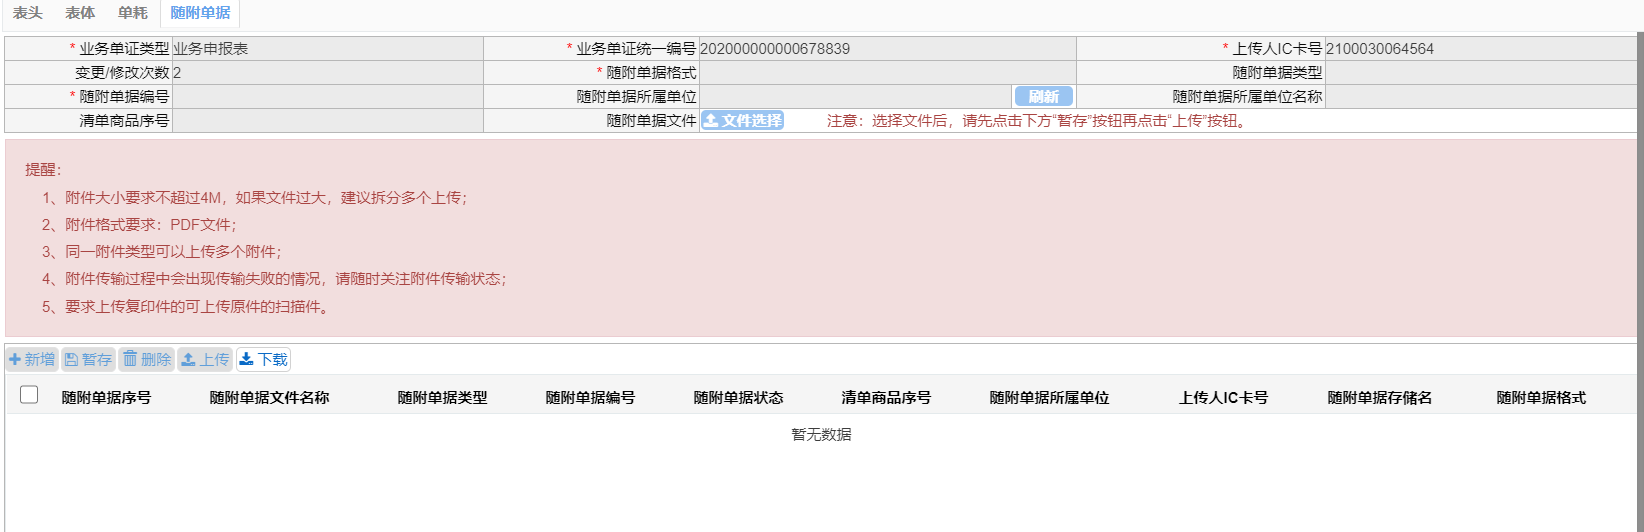 表头 表体 单耗 随附单据
* 业务单证类型 业务申报表 * 业务单证统一编号 202000000000678839 * 上传人IC卡号 2100030064564
变更/修改次数 2 * 随附单据格式 随附单据类型
* 随附单据编号 随附单据所属单位 刷新 随附单据所属单位名称
清单商品序号 随附单据文件 文件选择 注意：选择文件后，请先点击下方“暂存”按钮再点击“上传”按钮。
提醒：
1、附件大小要求不超过4M，如果文件过大，建议拆分多个上传；
2、附件格式要求：PDF文件；
3、同一附件类型可以上传多个附件；
4、附件传输过程中会出现传输失败的情况，请随时关注附件传输状态；
5、要求上传复印件的可上传原件的扫描件。
新增 暂存 删除 上传 下载
随附单据序号 随附单据文件名称 随附单据类型 随附单据编号 随附单据状态 清单商品序号 随附单据所属单位 上传人IC卡号 随附单据存储名 随附单据格式
暂无数据